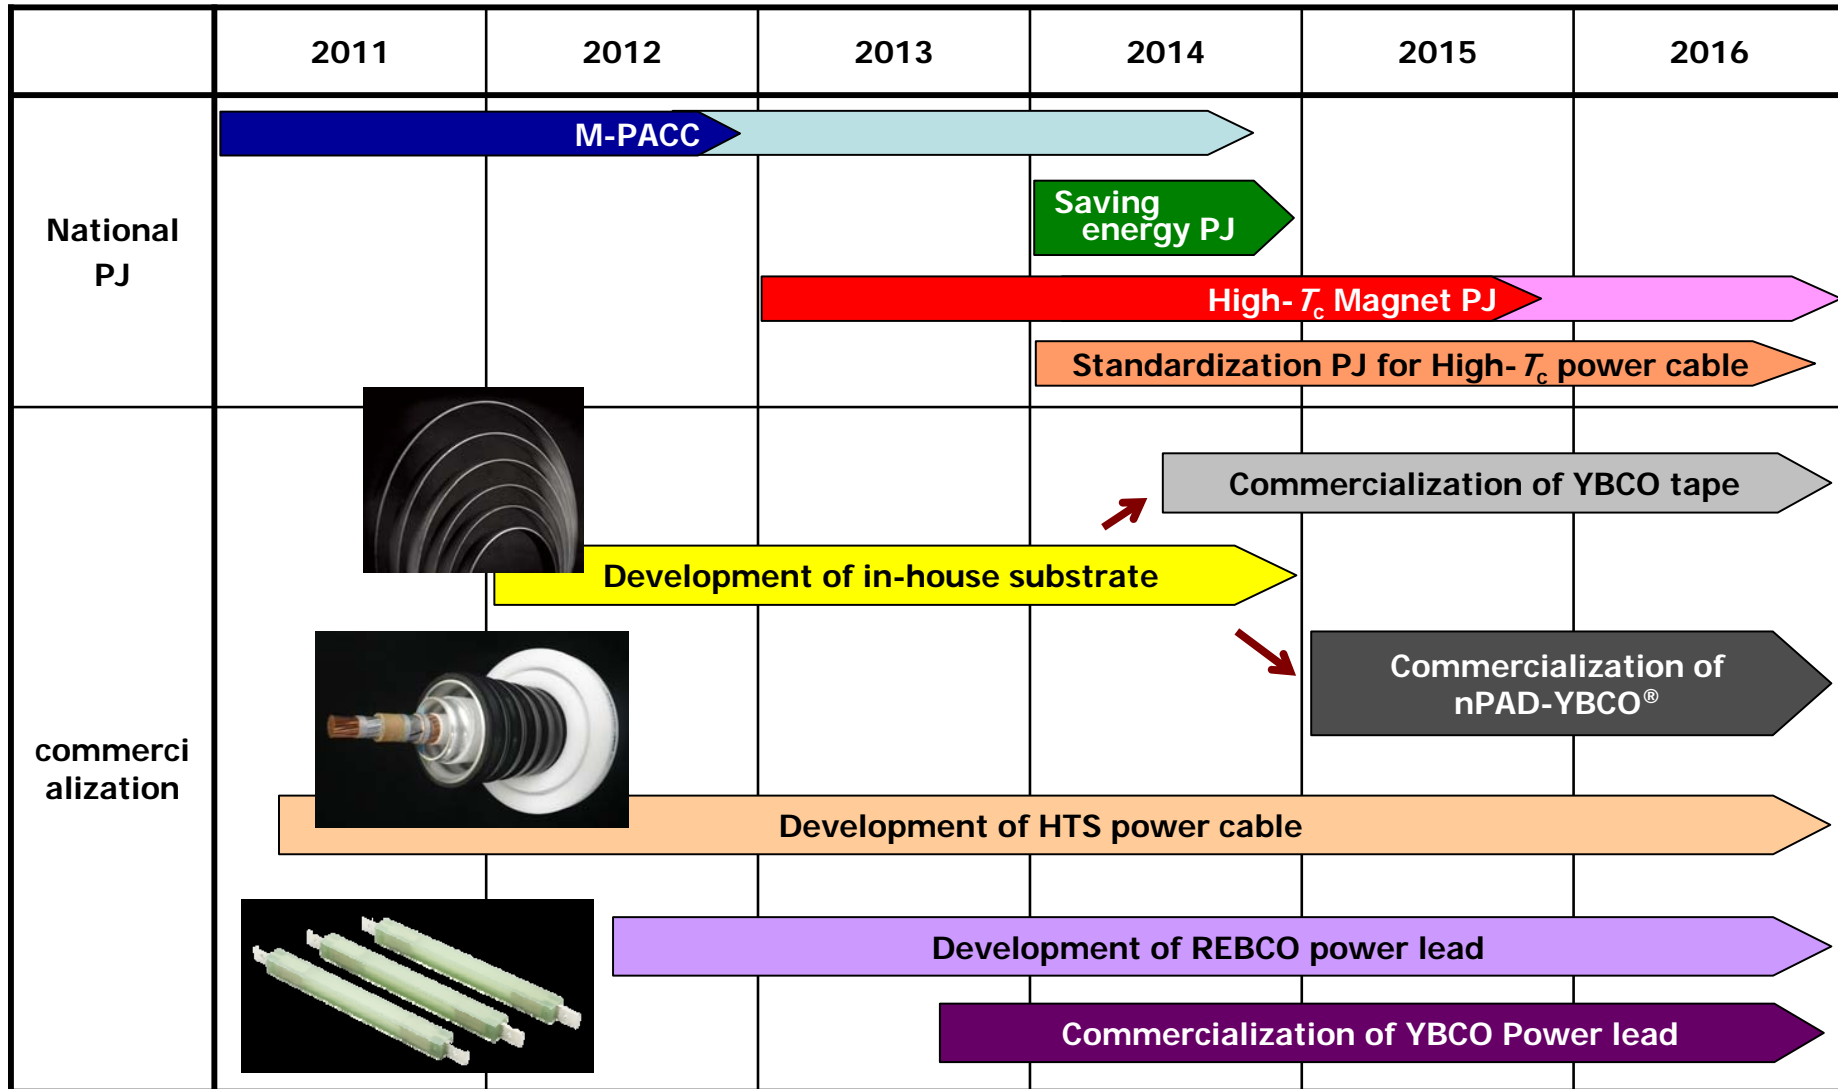 2011 2012 2013 2014 2015 2016
National
PJ
M-PACC
Saving
energy PJ
High-Tc Magnet PJ
Standardization PJ for High-Tc power cable
commerci
alization
Commercialization of YBCO tape
Development of in-house substrate
Commercialization of
nPAD-YBCO®
Development of HTS power cable
Development of REBCO power lead
Commercialization of YBCO Power lead